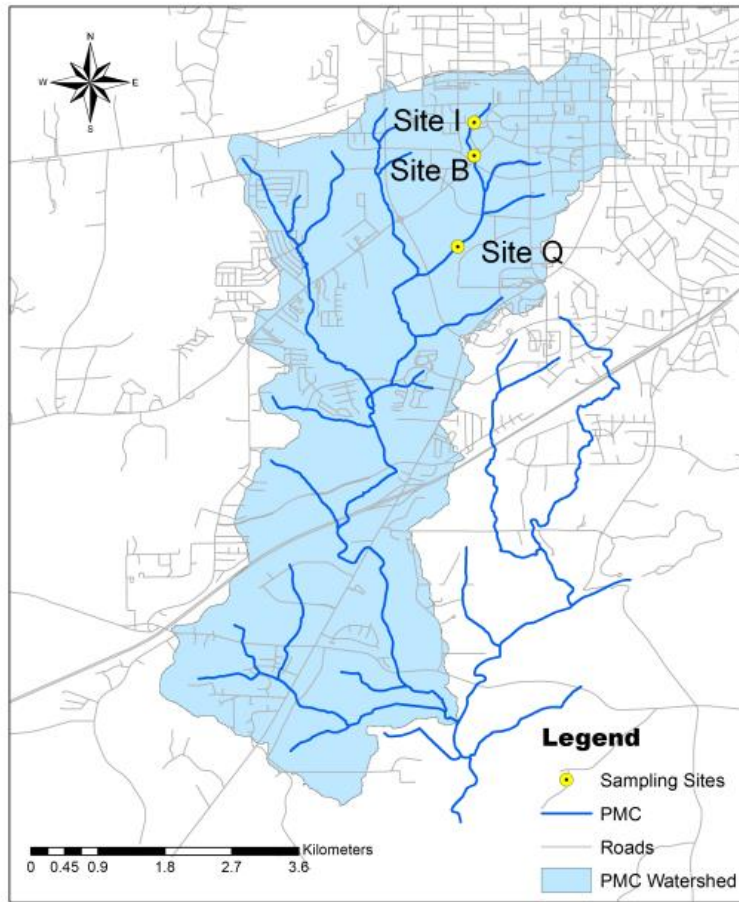 N
W E
S
Site I
Site B
Site Q
Legend
Sampling Sites
PMC
Roads
PMC Watershed
Kilometers
0 0.45 0.9 1.8 2.7 3.6